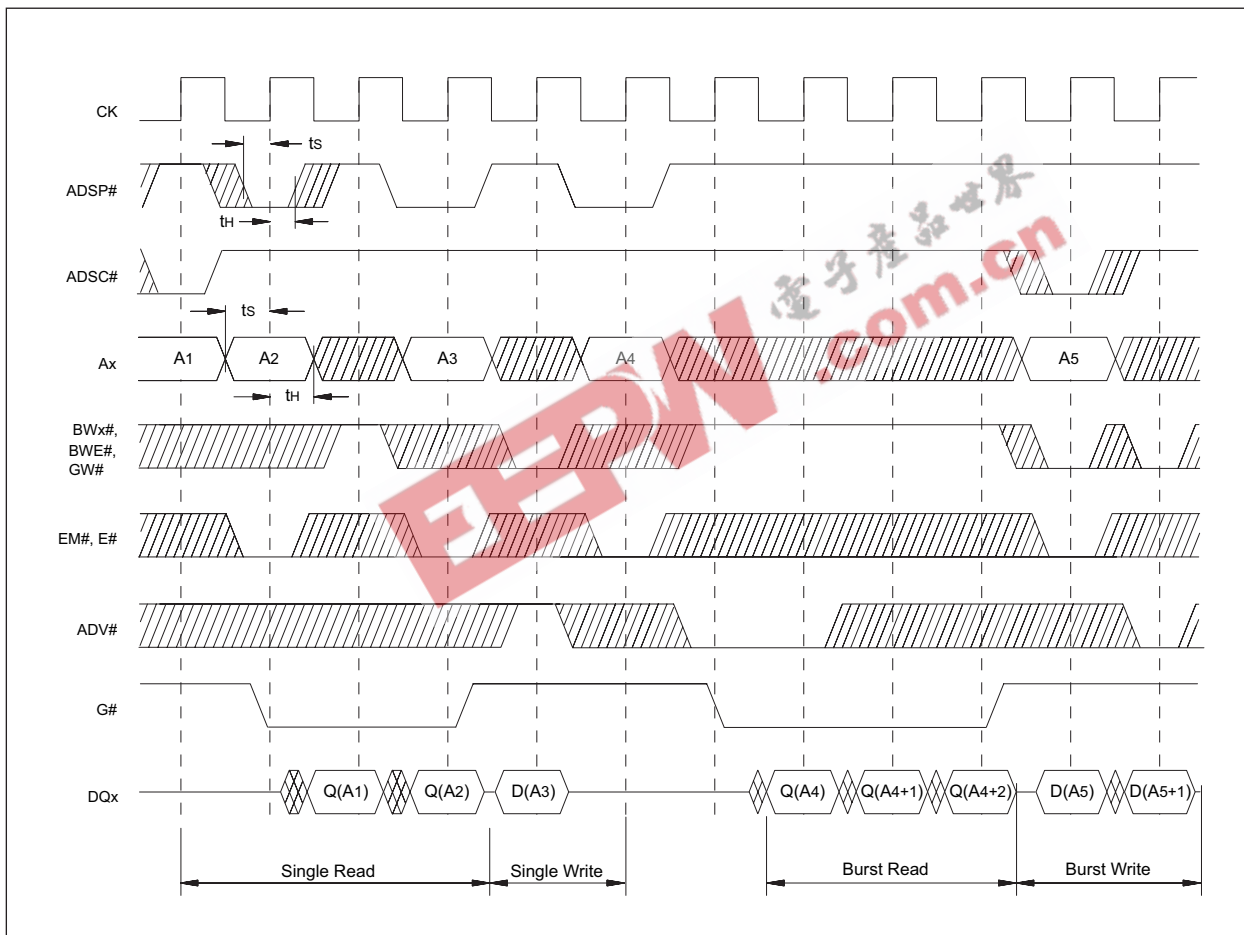 CK
tS
ADSP#
tH
ADSC#
tS
Ax
A1
A2
A3
A4
A5
tH
BWx#,
BWE#,
GW#
EM#, E#
ADV#
G#
DQx
Q(A1)
Q(A2)
D(A3)
Q(A4)
Q(A4+1)
Q(A4+2)
D(A5)
D(A5+1)
Single Read
Single Write
Burst Read
Burst Write
EEPW
.com.cn
電子產品世界